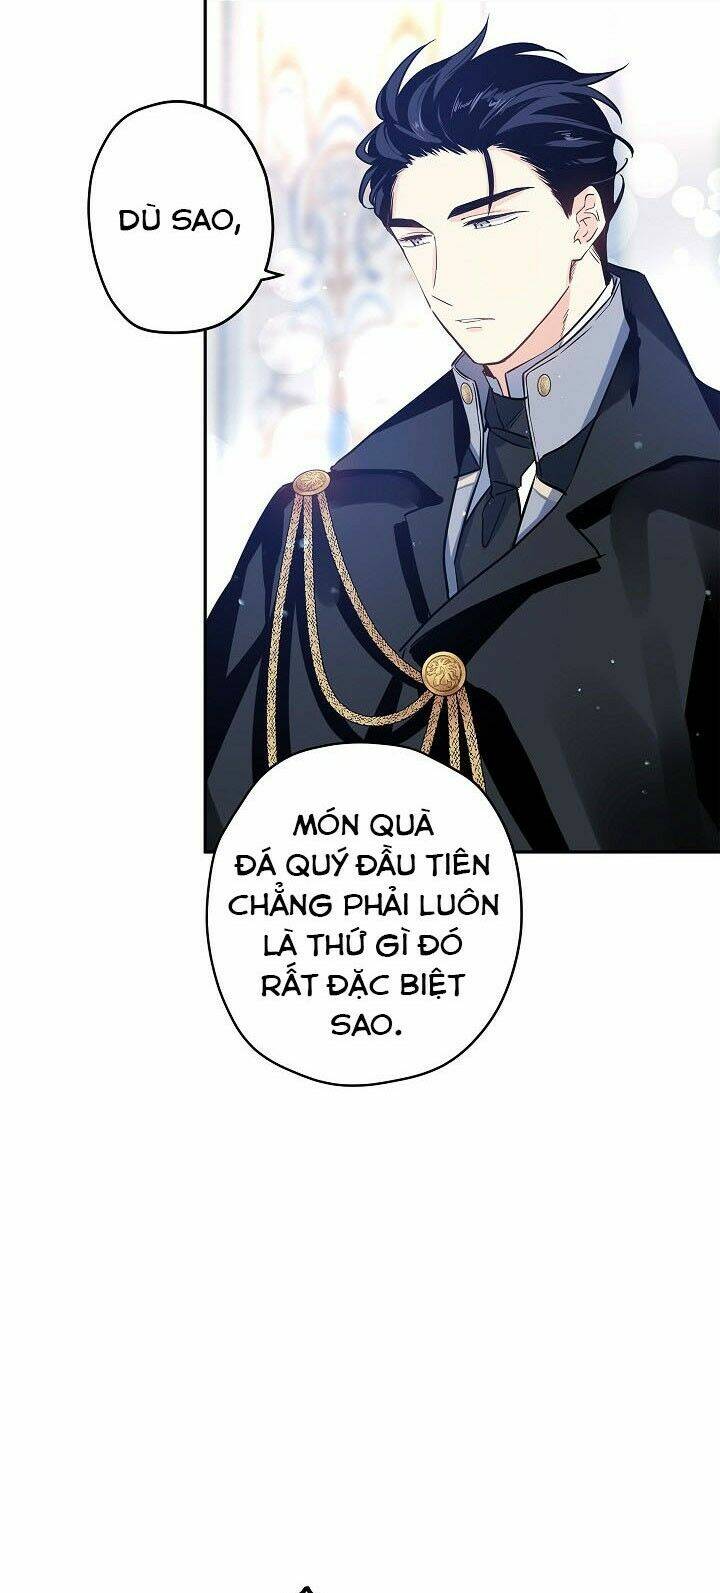 DÙ SAO,
MÓN QUÀ
ĐÁ QUÝ ĐẦU TIÊN
CHẲNG PHẢI LUÔN
LÀ THỨ GÌ ĐÓ
RẤT ĐẶC BIỆT
SAO.